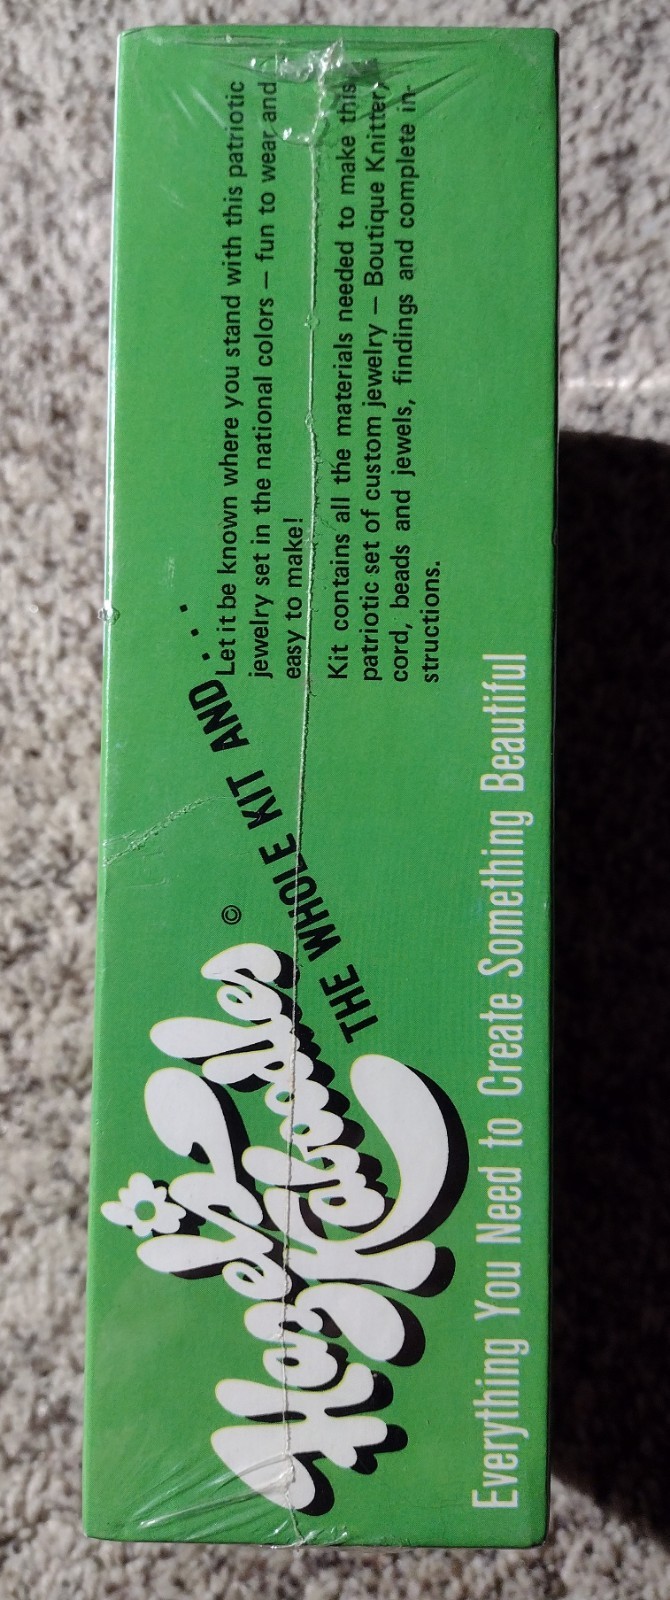 Hazel's
Kaboodles ©
THE WHOLE KIT AND...
Let it be known where you stand with this patriotic
jewelry set in the national colors – fun to wear and
easy to make!
Kit contains all the materials needed to make this
patriotic set of custom jewelry – Boutique Knitter,
cord, beads and jewels, findings and complete in-
structions.
Everything You Need to Create Something Beautiful